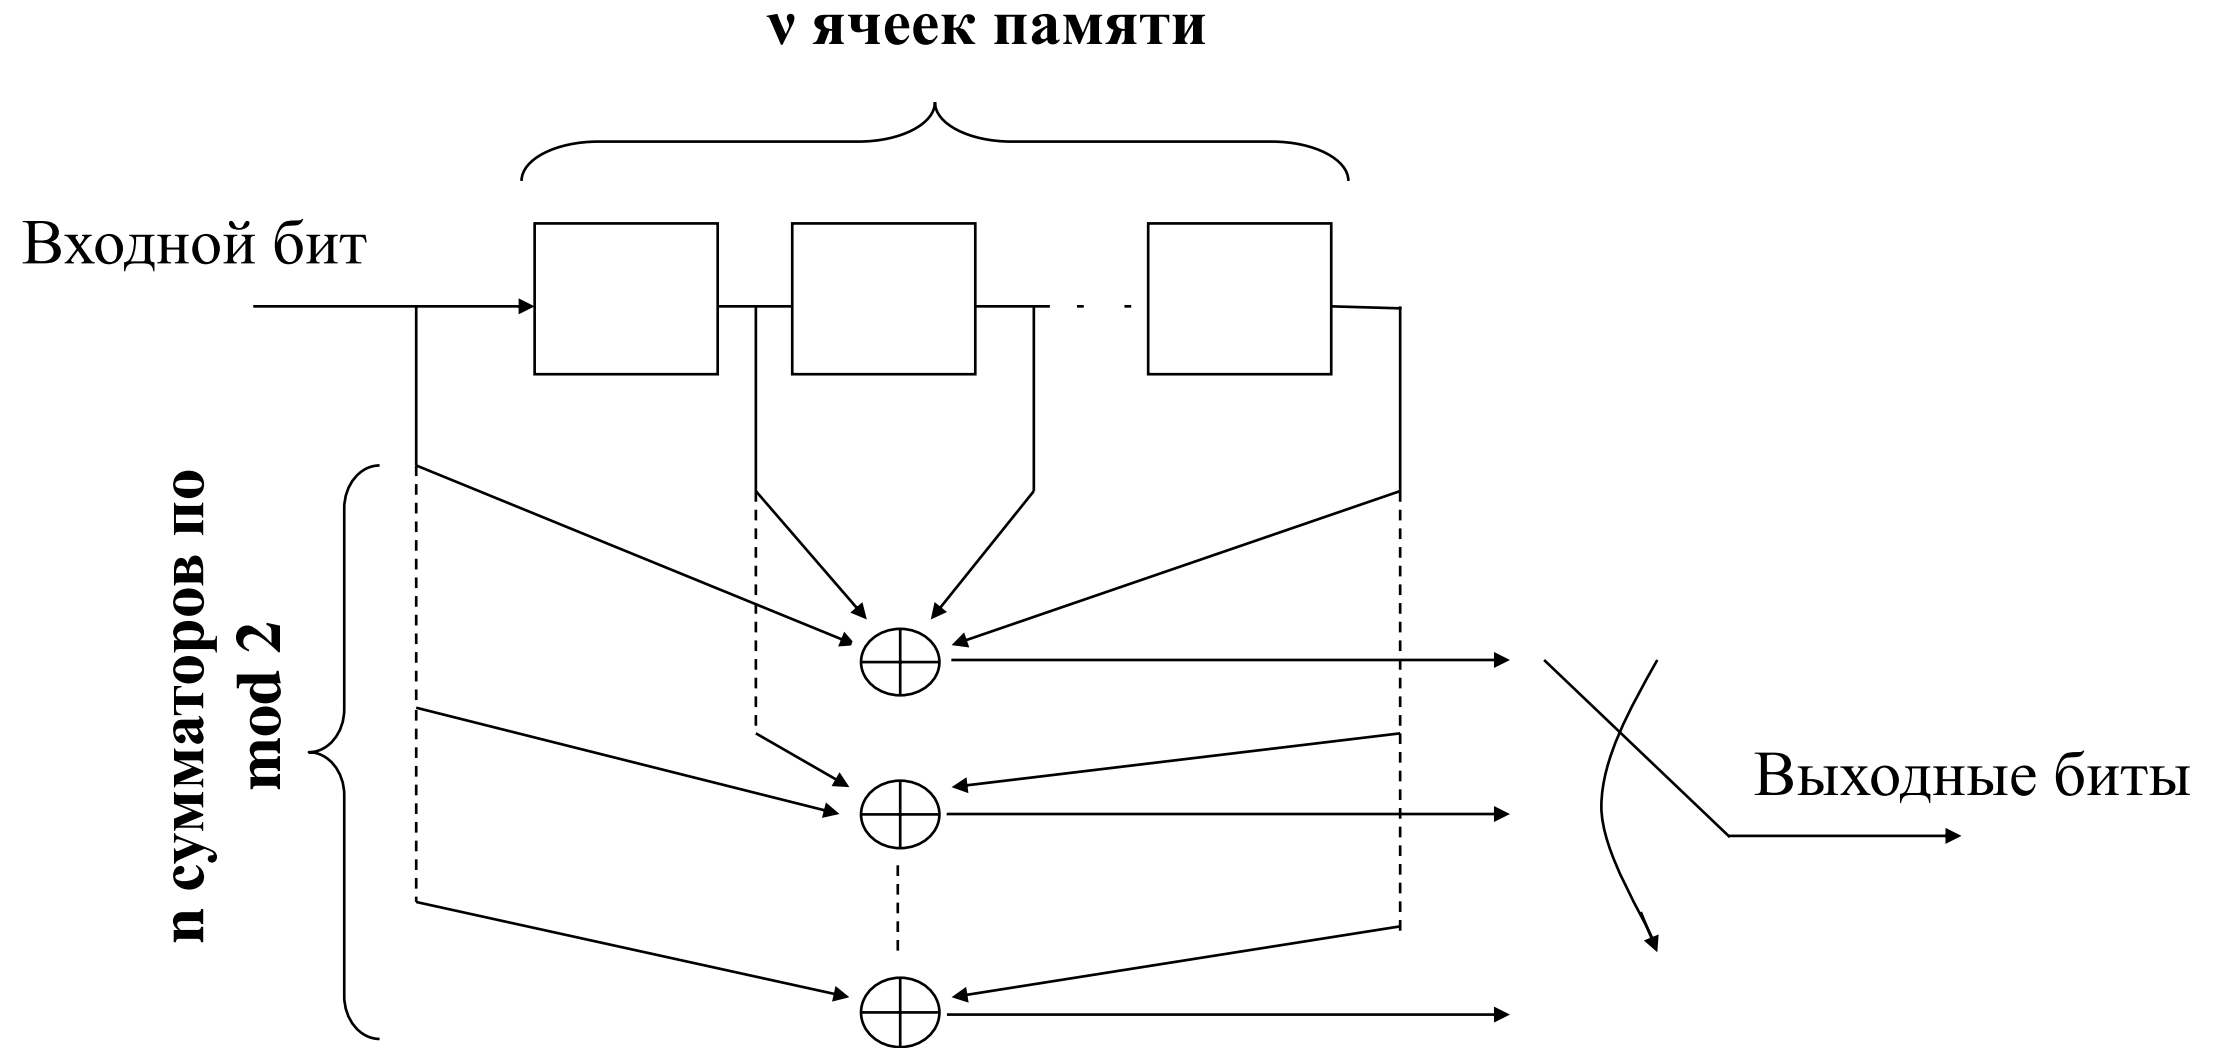 ν ячеек памяти
Входной бит
n сумматоров по
mod 2
Выходные биты